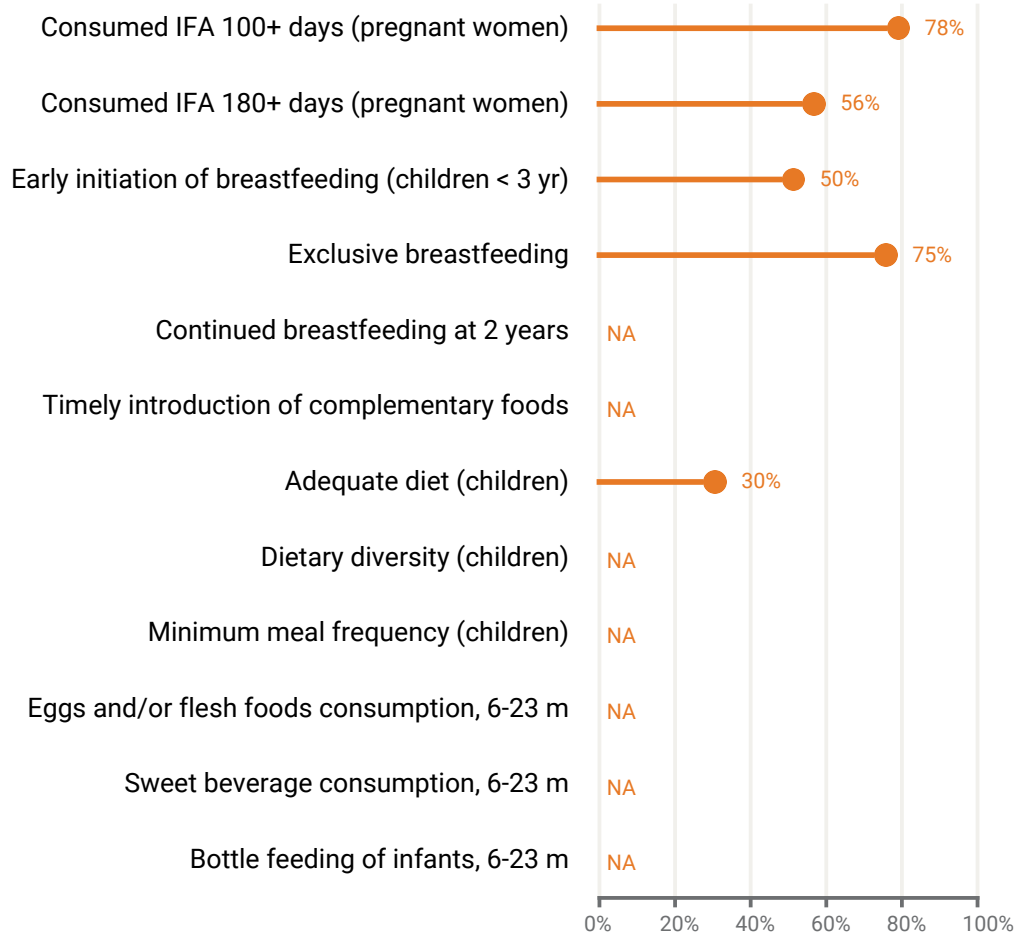 Consumed IFA 100+ days (pregnant women) 78%
Consumed IFA 180+ days (pregnant women) 56%
Early initiation of breastfeeding (children < 3 yr) 50%
Exclusive breastfeeding 75%
Continued breastfeeding at 2 years NA
Timely introduction of complementary foods NA
Adequate diet (children) 30%
Dietary diversity (children) NA
Minimum meal frequency (children) NA
Eggs and/or flesh foods consumption, 6-23 m NA
Sweet beverage consumption, 6-23 m NA
Bottle feeding of infants, 6-23 m NA
0% 20% 40% 60% 80% 100%